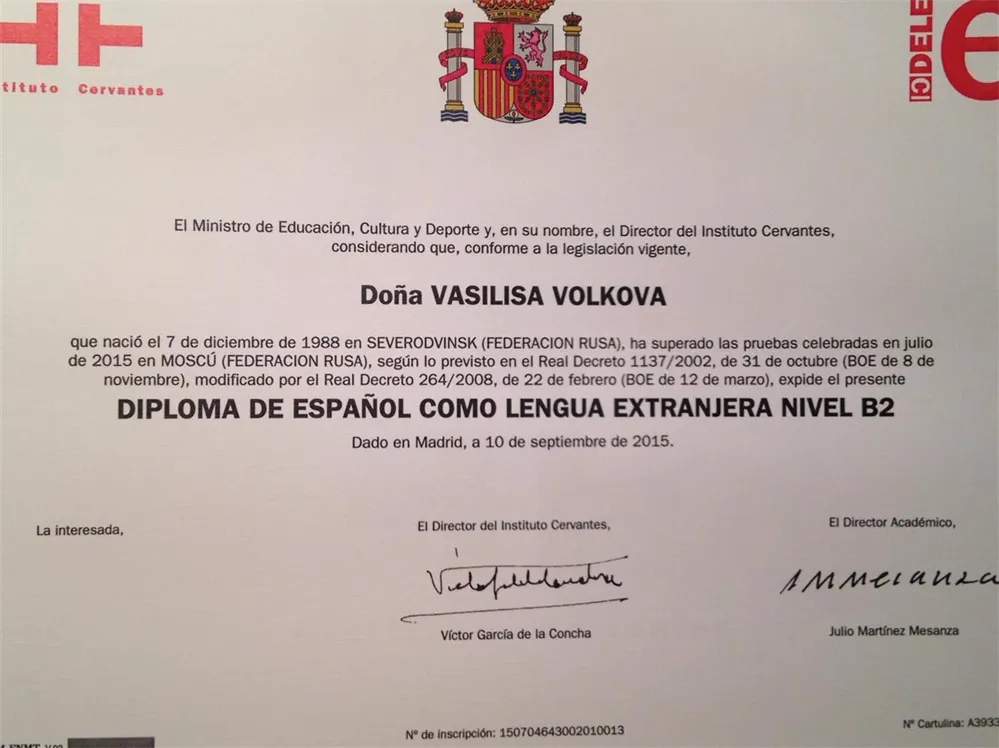 Instituto Cervantes
DELE
El Ministro de Educación, Cultura y Deporte y, en su nombre, el Director del Instituto Cervantes,
considerando que, conforme a la legislación vigente,
Doña VASILISA VOLKOVA
que nació el 7 de diciembre de 1988 en SEVERODVINSK (FEDERACION RUSA), ha superado las pruebas celebradas en julio
de 2015 en MOSCÚ (FEDERACION RUSA), según lo previsto en el Real Decreto 1137/2002, de 31 de octubre (BOE de 8 de
noviembre), modificado por el Real Decreto 264/2008, de 22 de febrero (BOE de 12 de marzo), expide el presente
DIPLOMA DE ESPAÑOL COMO LENGUA EXTRANJERA NIVEL B2
Dado en Madrid, a 10 de septiembre de 2015.
La interesada,
El Director del Instituto Cervantes,
El Director Académico,
Víctor García de la Concha
Julio Martínez Mesanza
Nº de inscripción: 150704643002010013
Nº Cartulina: A3933